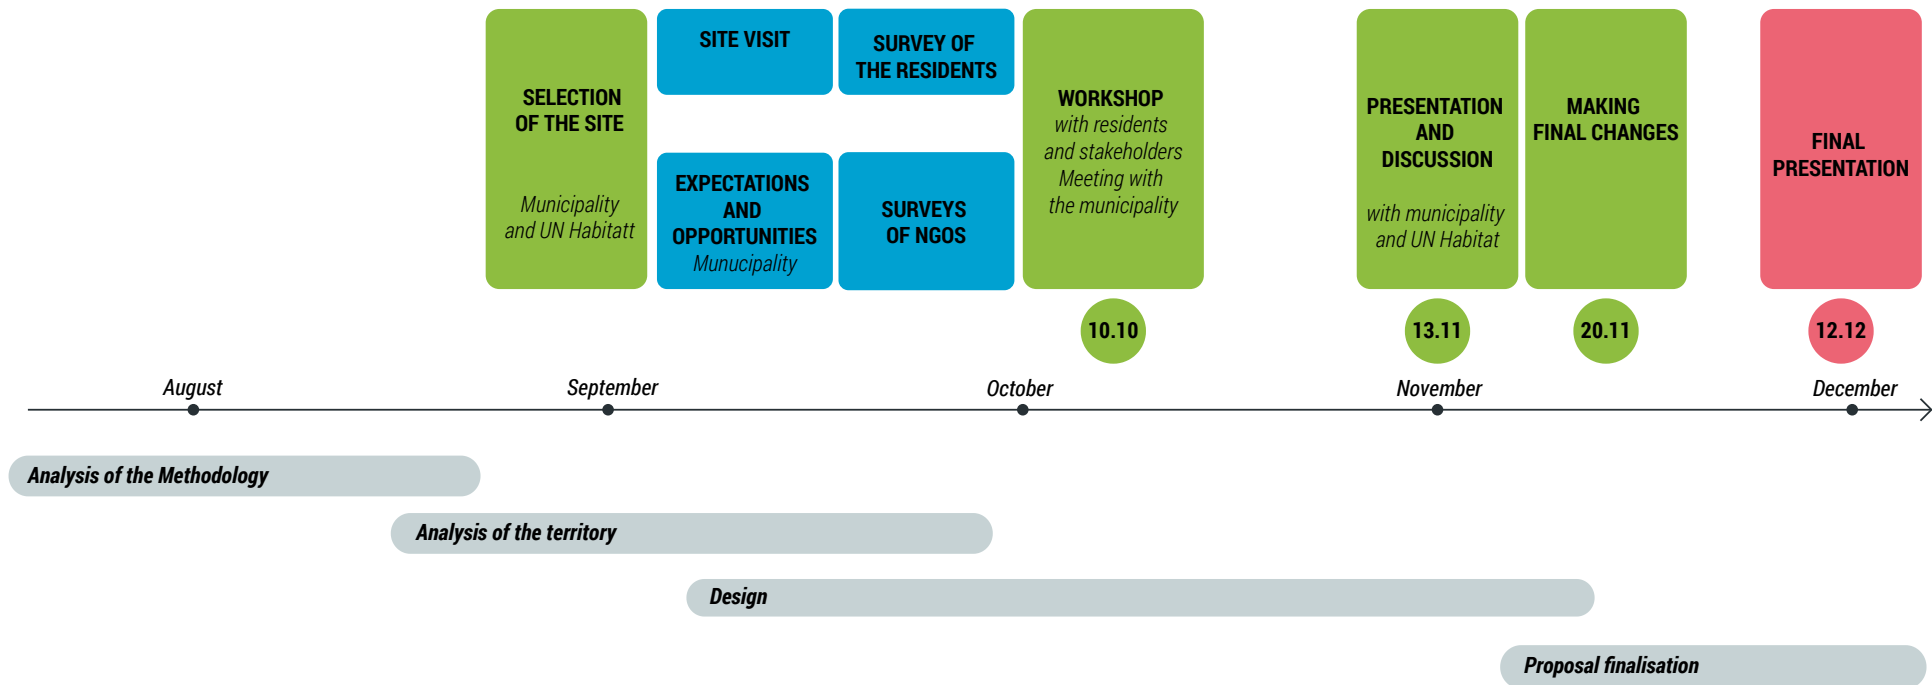 SELECTION
OF THE SITE
Municipality
and UN Habitatt
SITE VISIT
SURVEY OF
THE RESIDENTS
EXPECTATIONS
AND
OPPORTUNITIES
Munucipality
SURVEYS
OF NGOS
WORKSHOP
with residents
and stakeholders
Meeting with
the municipality
PRESENTATION
AND
DISCUSSION
with municipality
and UN Habitat
MAKING
FINAL CHANGES
FINAL
PRESENTATION
10.10
13.11
20.11
12.12
August
September
October
November
December
Analysis of the Methodology
Analysis of the territory
Design
Proposal finalisation